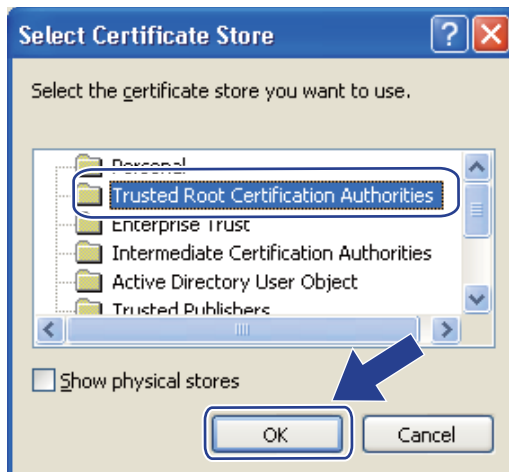 Select Certificate Store
Select the certificate store you want to use.
Personal
Trusted Root Certification Authorities
Enterprise Trust
Intermediate Certification Authorities
Active Directory User Object
Trusted Publishers
Show physical stores
OK Cancel